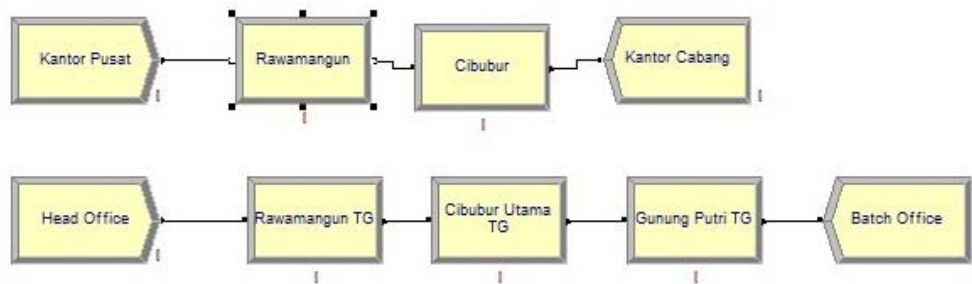 Kantor Pusat
Rawamangun
Cibubur
Kantor Cabang
Head Office
Rawamangun TG
Cibubur Utama
TG
Gunung Putri TG
Batch Office